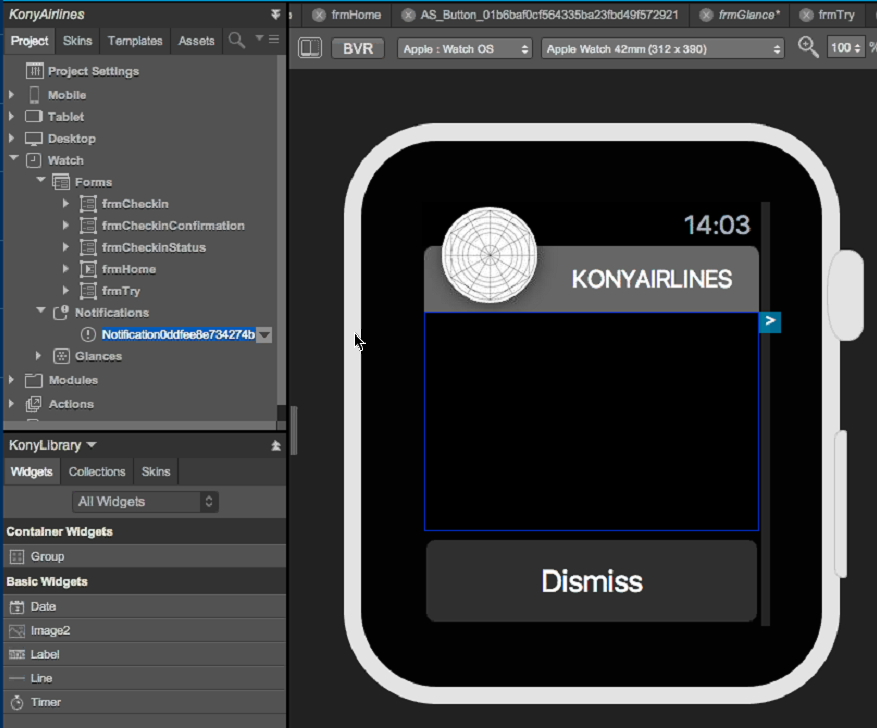 KonyAirlines
frmHome
AS_Button_01b6baf0cf564335ba23fbd49f572921
frmGlance*
frmTry
Project
Skins
Templates
Assets
BVR
Apple : Watch OS
Apple Watch 42mm (312 x 390)
100
%
Project Settings
Mobile
Tablet
Desktop
Watch
Forms
frmCheckin
frmCheckinConfirmation
frmCheckinStatus
frmHome
frmTry
Notifications
Notification0ddfee8e734274b
Glances
Modules
Actions
14:03
KONYAIRLINES
>
Dismiss
KonyLibrary
Widgets
Collections
Skins
All Widgets
Container Widgets
Group
Basic Widgets
Date
Image2
Label
Line
Timer